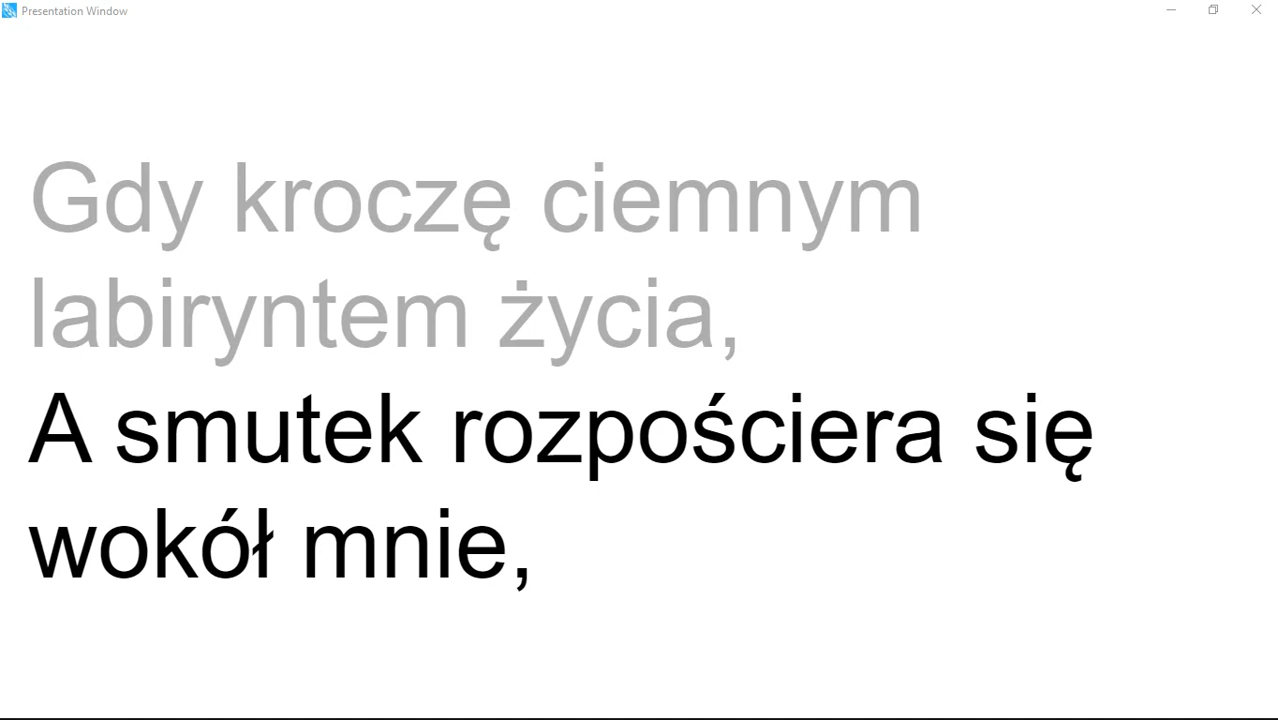 Presentation Window
Gdy kroczę ciemnym
labiryntem życia,
A smutek rozpościera się
wokół mnie,